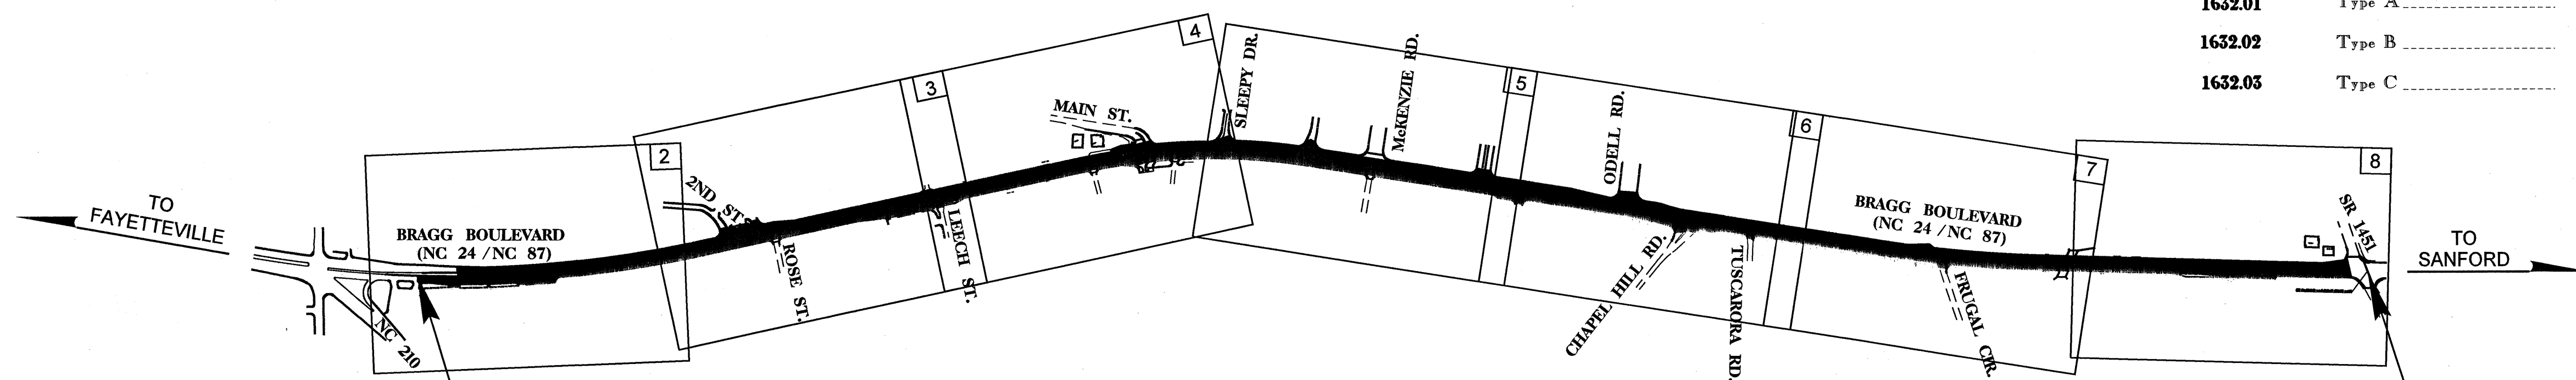 1632.01 Type A
1632.02 Type B
1632.03 Type C
4
3
5
SLEEPY DR.
McKENZIE RD.
MAIN ST.
ODELL RD.
6
2
7
8
2ND ST.
TO
FAYETTEVILLE
BRAGG BOULEVARD
(NC 24/NC 87)
ROSE ST.
LEECH ST.
NC 210
CHAPEL HILL RD.
TUSCARORA RD.
BRAGG BOULEVARD
(NC 24/NC 87)
FRUGAL CIR.
SR 1451
TO
SANFORD